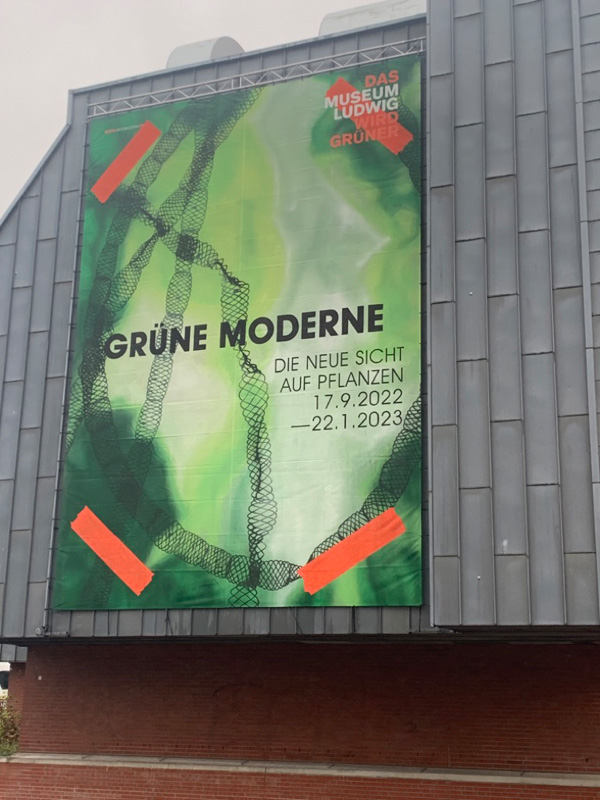 DAS
MUSEUM
LUDWIG
WIRD
GRÜNER
GRÜNE MODERNE
DIE NEUE SICHT
AUF PFLANZEN
17.9.2022
—22.1.2023